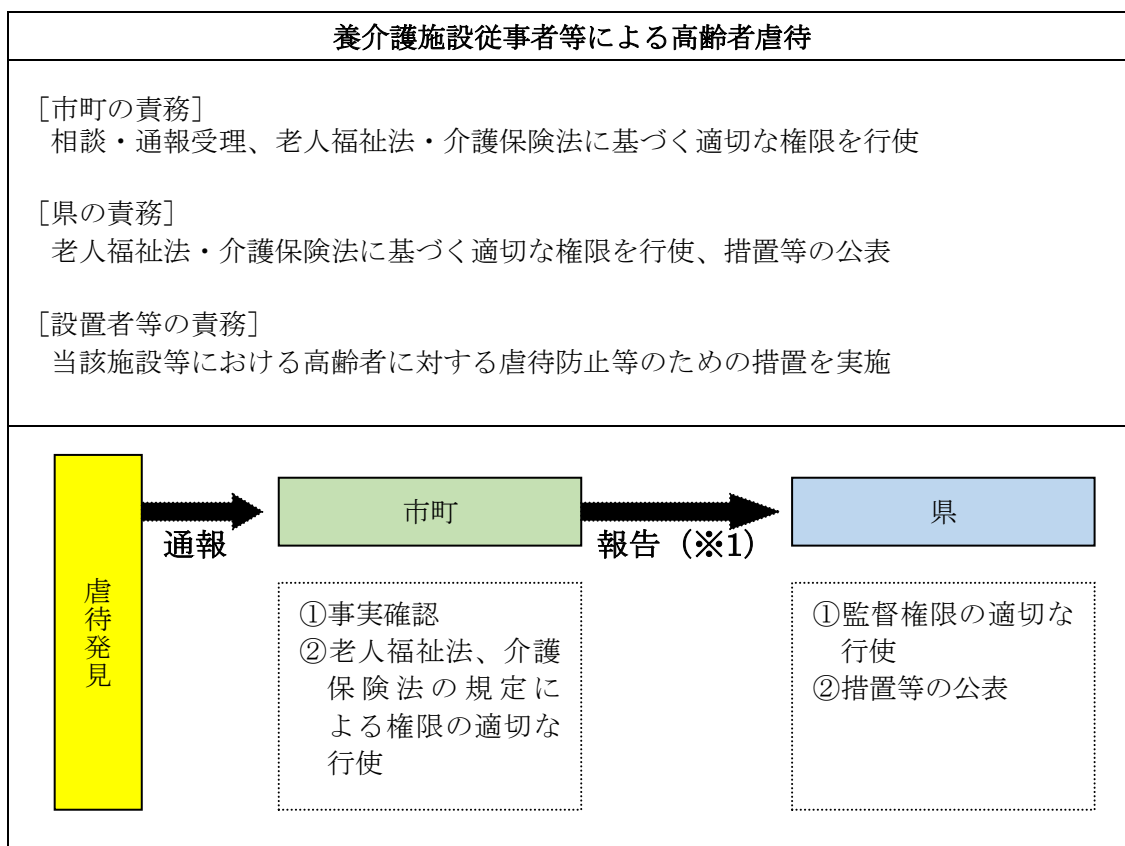 養介護施設従事者等による高齢者虐待
[市町の責務]
相談・通報受理、老人福祉法・介護保険法に基づく適切な権限を行使
[県の責務]
老人福祉法・介護保険法に基づく適切な権限を行使、措置等の公表
[設置者等の責務]
当該施設等における高齢者に対する虐待防止等のための措置を実施
虐待発見
通報
市町
報告（※1）
県
①事実確認
②老人福祉法、介護
保険法の規定に
よる権限の適切な
行使
①監督権限の適切な
行使
②措置等の公表